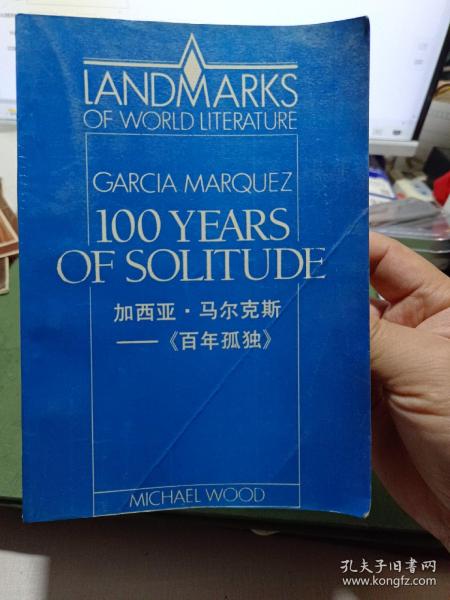 LANDMARKS
OF WORLD LITERATURE
GARCIA MARQUEZ
100 YEARS
OF SOLITUDE
加西亚·马尔克斯
——《百年孤独》
MICHAEL WOOD
孔夫子旧书网
www.kongfz.com